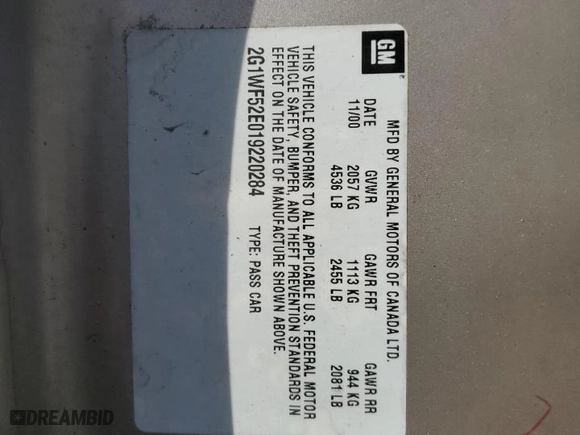 GM
MFD BY GENERAL MOTORS OF CANADA LTD.
DATE GVWR GAWR FRT GAWR RR
11/00 2057 KG 1113 KG 944 KG
4536 LB 2455 LB 2081 LB
THIS VEHICLE CONFORMS TO ALL APPLICABLE U.S. FEDERAL MOTOR
VEHICLE SAFETY, BUMPER, AND THEFT PREVENTION STANDARDS IN
EFFECT ON THE DATE OF MANUFACTURE SHOWN ABOVE.
2G1WF52E019220284 TYPE: PASS CAR
DREAMBID